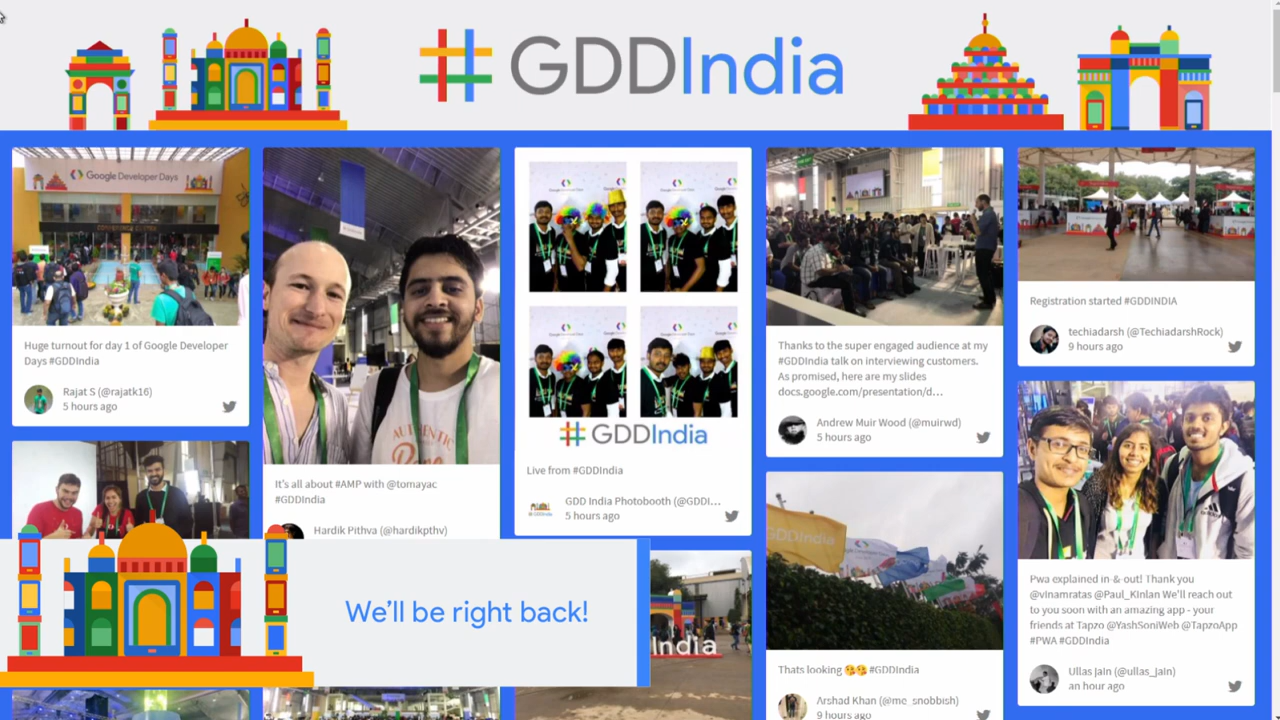 #GDDIndia
Google Developer Days
Huge turnout for day 1 of Google Developer
Days #GDDIndia
Rajat S (@rajatk16)
5 hours ago
It's all about #AMP with @tomayac
#GDDIndia
Hardik Pithva (@hardikpthv)
#GDDIndia
Live from #GDDIndia
GDD India Photobooth (@GDDI...
5 hours ago
Thanks to the super engaged audience at my
#GDDIndia talk on interviewing customers.
As promised, here are my slides
docs.google.com/presentation/d...
Andrew Muir Wood (@muirwd)
5 hours ago
GDDIndia
Thats looking 😘😘 #GDDIndia
Arshad Khan (@me_snobbish)
9 hours ago
Registration started #GDDINDIA
techiadarsh (@TechiadarshRock)
9 hours ago
Pwa explained in-&-out! Thank you
@vinamratas @Paul_Kinlan We'll reach out
to you soon with an amazing app - your
friends at Tapzo @YashSoniWeb @TapzoApp
#PWA #GDDIndia
Ullas Jain (@ullas_jain)
an hour ago
We'll be right back!
India